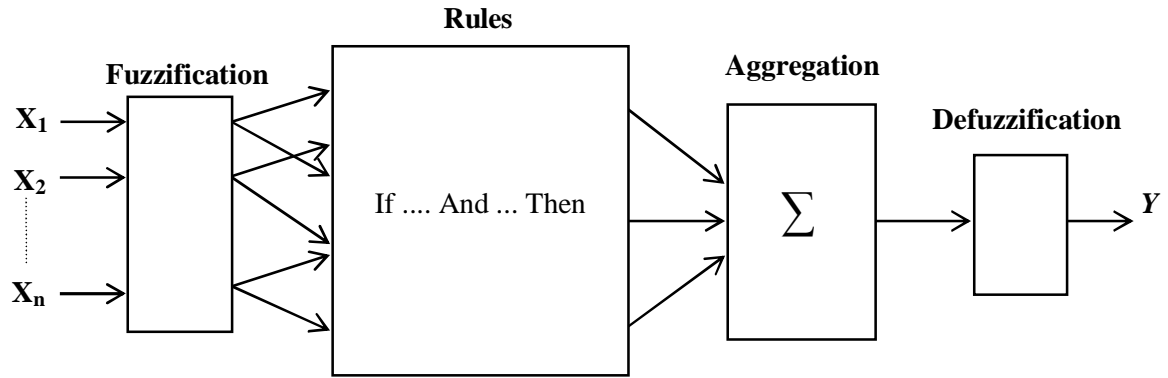 Rules
Fuzzification
Aggregation
Defuzzification
X1
X2
Xn
If .... And ... Then
∑
Y